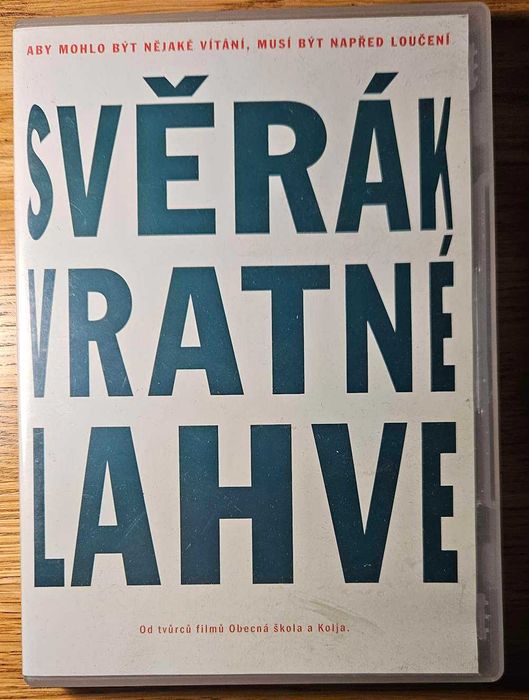 ABY MOHLO BÝT NĚJAKÉ VÍTÁNÍ, MUSÍ BÝT NAPŘED LOUČENÍ
SVĚRÁK
VRATNÉ
LAHVE
Od tvůrců filmů Obecná škola a Kolja.